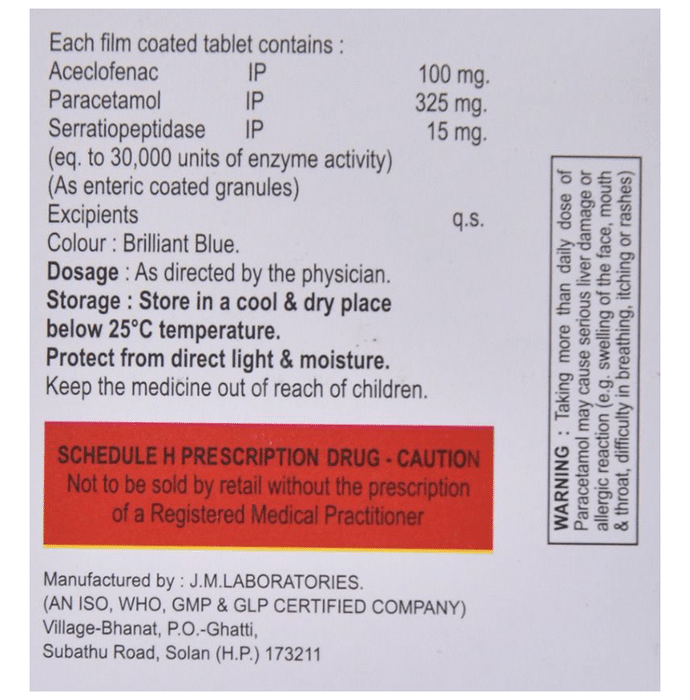 Each film coated tablet contains :
Aceclofenac IP 100 mg.
Paracetamol IP 325 mg.
Serratiopeptidase IP 15 mg.
(eq. to 30,000 units of enzyme activity)
(As enteric coated granules)
Excipients q.s.
Colour : Brilliant Blue.
Dosage : As directed by the physician.
Storage : Store in a cool & dry place
below 25°C temperature.
Protect from direct light & moisture.
Keep the medicine out of reach of children.
SCHEDULE H PRESCRIPTION DRUG - CAUTION
Not to be sold by retail without the prescription
of a Registered Medical Practitioner
Manufactured by : J.M.LABORATORIES.
(AN ISO, WHO, GMP & GLP CERTIFIED COMPANY)
Village-Bhanat, P.O.-Ghatti,
Subathu Road, Solan (H.P.) 173211
WARNING : Taking more than daily dose of
Paracetamol may cause serious liver damage or
allergic reaction (e.g. swelling of the face, mouth
& throat, difficulty in breathing, itching or rashes)